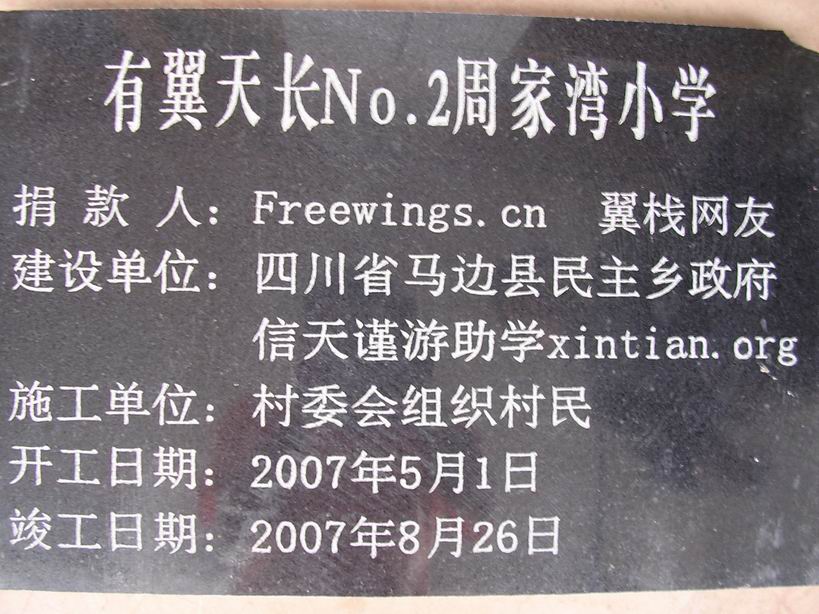 有翼天长No.2周家湾小学
捐款人：Freewings.cn 翼栈网友
建设单位：四川省马边县民主乡政府
信天谨游助学xintian.org
施工单位：村委会组织村民
开工日期：2007年5月1日
竣工日期：2007年8月26日